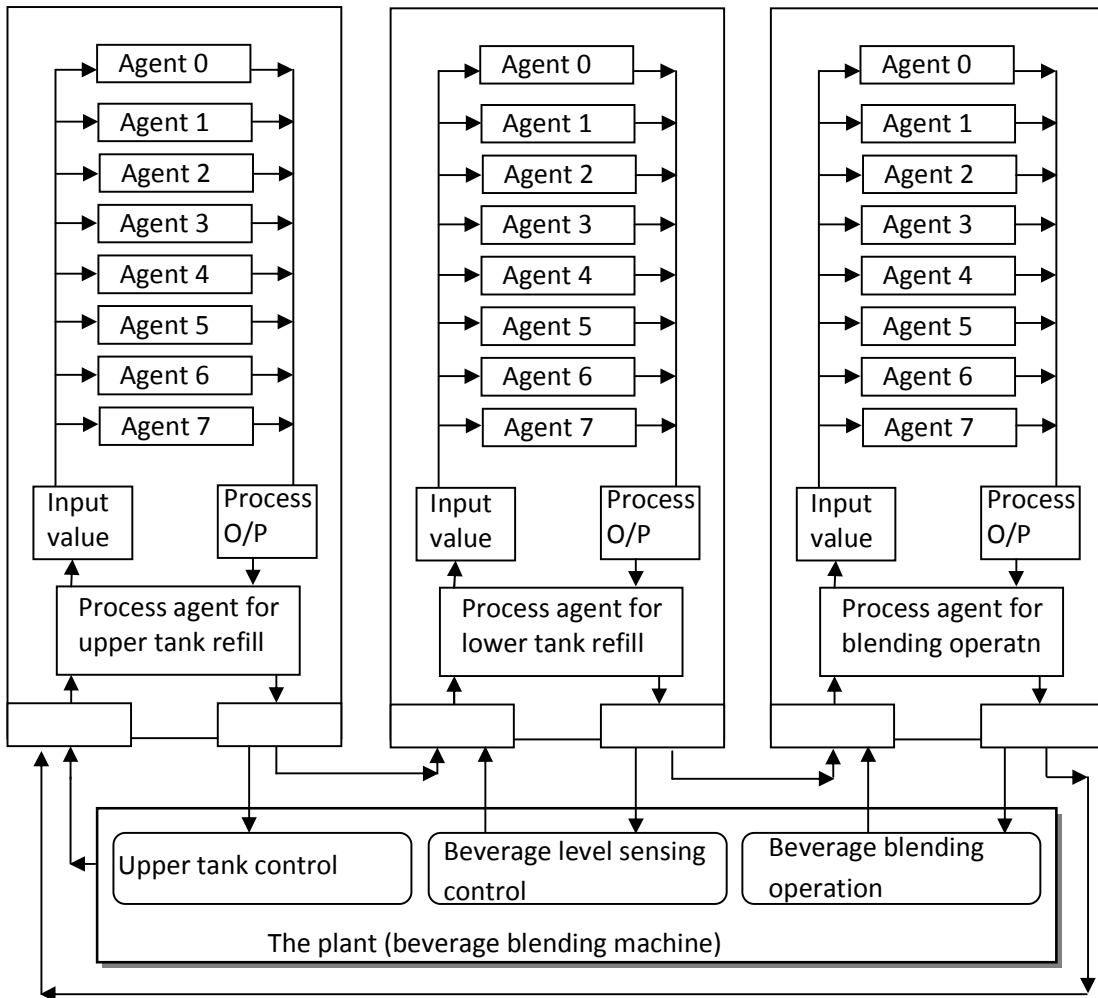 Agent 0
Agent 1
Agent 2
Agent 3
Agent 4
Agent 5
Agent 6
Agent 7
Input
value
Process
O/P
Process agent for
upper tank refill
Agent 0
Agent 1
Agent 2
Agent 3
Agent 4
Agent 5
Agent 6
Agent 7
Input
value
Process
O/P
Process agent for
lower tank refill
Agent 0
Agent 1
Agent 2
Agent 3
Agent 4
Agent 5
Agent 6
Agent 7
Input
value
Process
O/P
Process agent for
blending operatn
Upper tank control
Beverage level sensing
control
Beverage blending
operation
The plant (beverage blending machine)